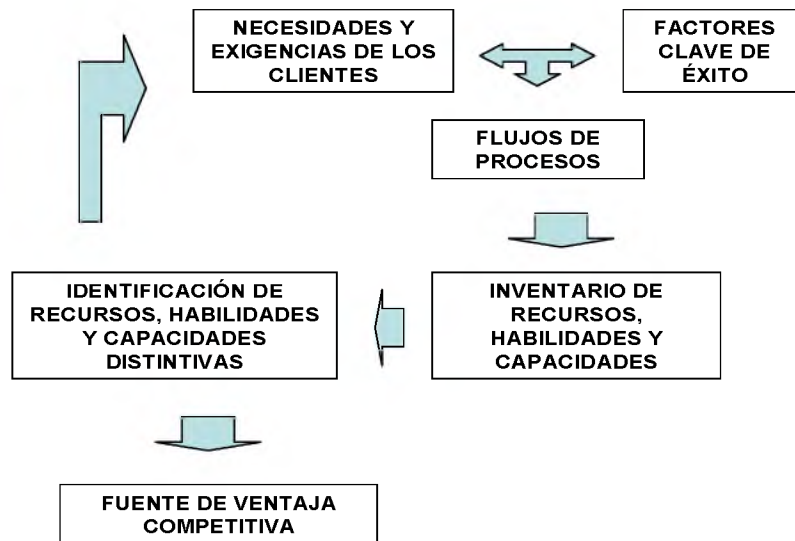 NECESIDADES Y
EXIGENCIAS DE LOS
CLIENTES
FACTORES
CLAVE DE
ÉXITO
FLUJOS DE
PROCESOS
IDENTIFICACIÓN DE
RECURSOS, HABILIDADES
Y CAPACIDADES
DISTINTIVAS
INVENTARIO DE
RECURSOS,
HABILIDADES Y
CAPACIDADES
FUENTE DE VENTAJA
COMPETITIVA